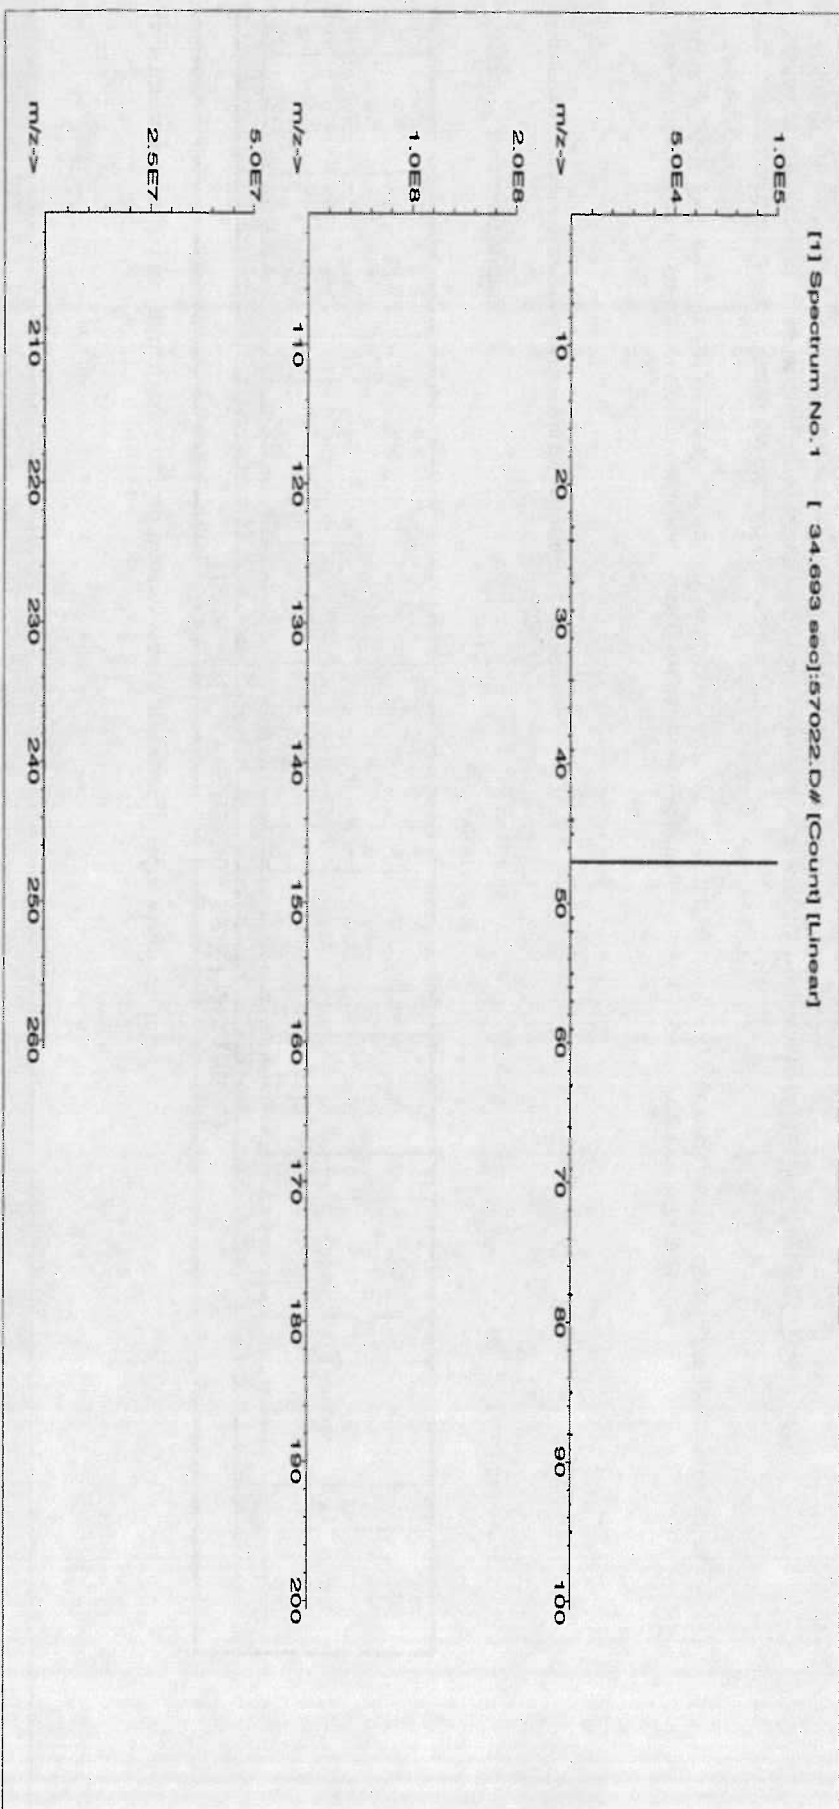 [1] Spectrum No.1 [ 34.693 sec]:57022.D# [Count] [Linear]
1.0E5
5.0E4
m/z-> 10 20 30 40 50 60 70 80 90 100
2.0E8
1.0E8
m/z-> 110 120 130 140 150 160 170 180 190 200
5.0E7
2.5E7
m/z-> 210 220 230 240 250 260